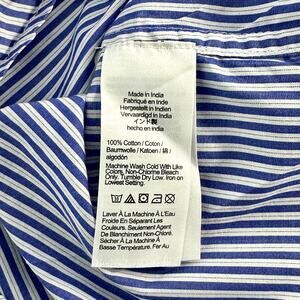 Made in India
Fabriqué en Inde
Hergestellt in Indien
Vervaardigd in India
インド製
hecho en india
100% Cotton / Coton /
Baumwolle / Katoen / 綿 /
algodón
Machine Wash Cold With Like
Colors. Non-Chlorine Bleach
Only. Tumble Dry Low. Iron on
Lowest Setting.
Laver À La Machine À L'Eau
Froide En Séparant Les
Couleurs. Seulement Agent
De Blanchiment Non-Chloré.
Sécher À La Machine À
Basse Température. Fer Au